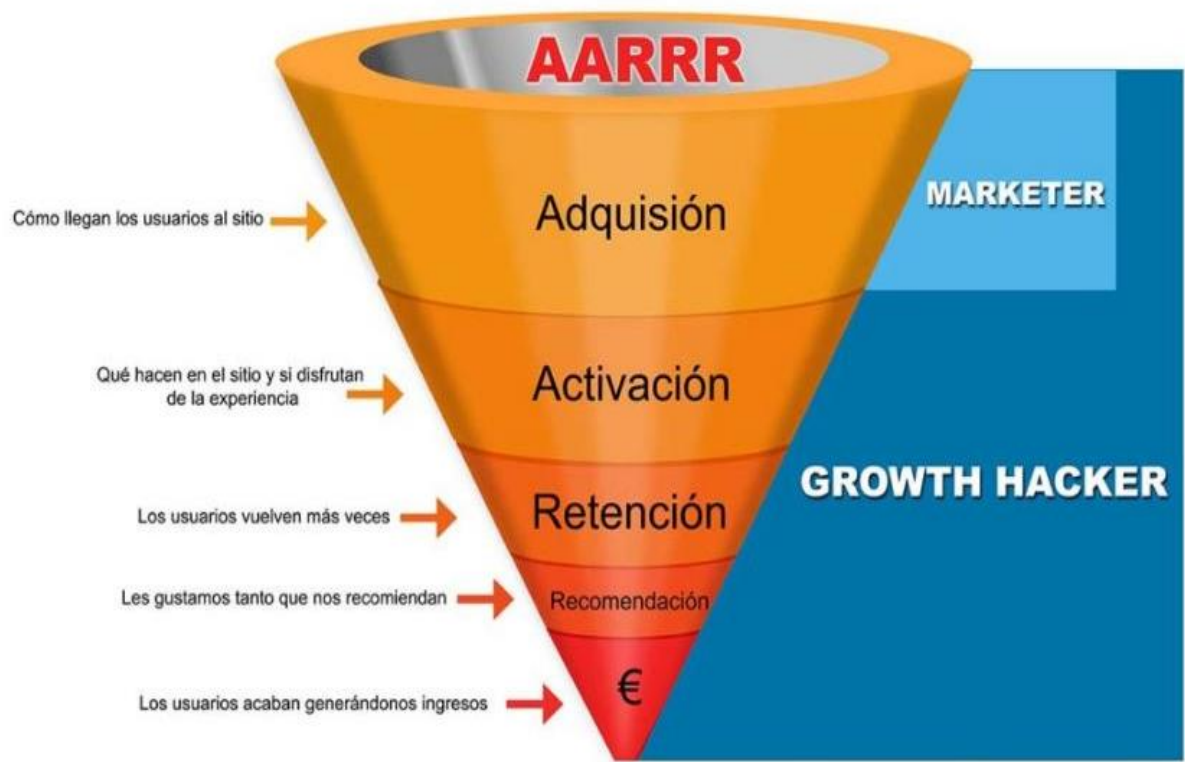 AARRR
MARKETER
Cómo llegan los usuarios al sitio
Adquisión
Qué hacen en el sitio y si disfrutan
de la experiencia
Activación
GROWTH HACKER
Los usuarios vuelven más veces
Retención
Les gustamos tanto que nos recomiendan
Recomendación
Los usuarios acaban generándonos ingresos
€